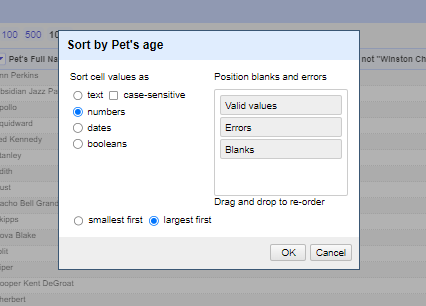 100 500 10
Pet's Full Na
not "Winston Ch
nn Perkins
bsidian Jazz Pa
pollo
quidward
ed Kennedy
tanley
dith
ust
acho Bell Grand
kipps
ova Blake
plit
iper
ooper Kent DeGroat
herbert
Sort by Pet's age
Sort cell values as
text case-sensitive
numbers
dates
booleans
Position blanks and errors
Valid values
Errors
Blanks
Drag and drop to re-order
smallest first largest first
OK Cancel